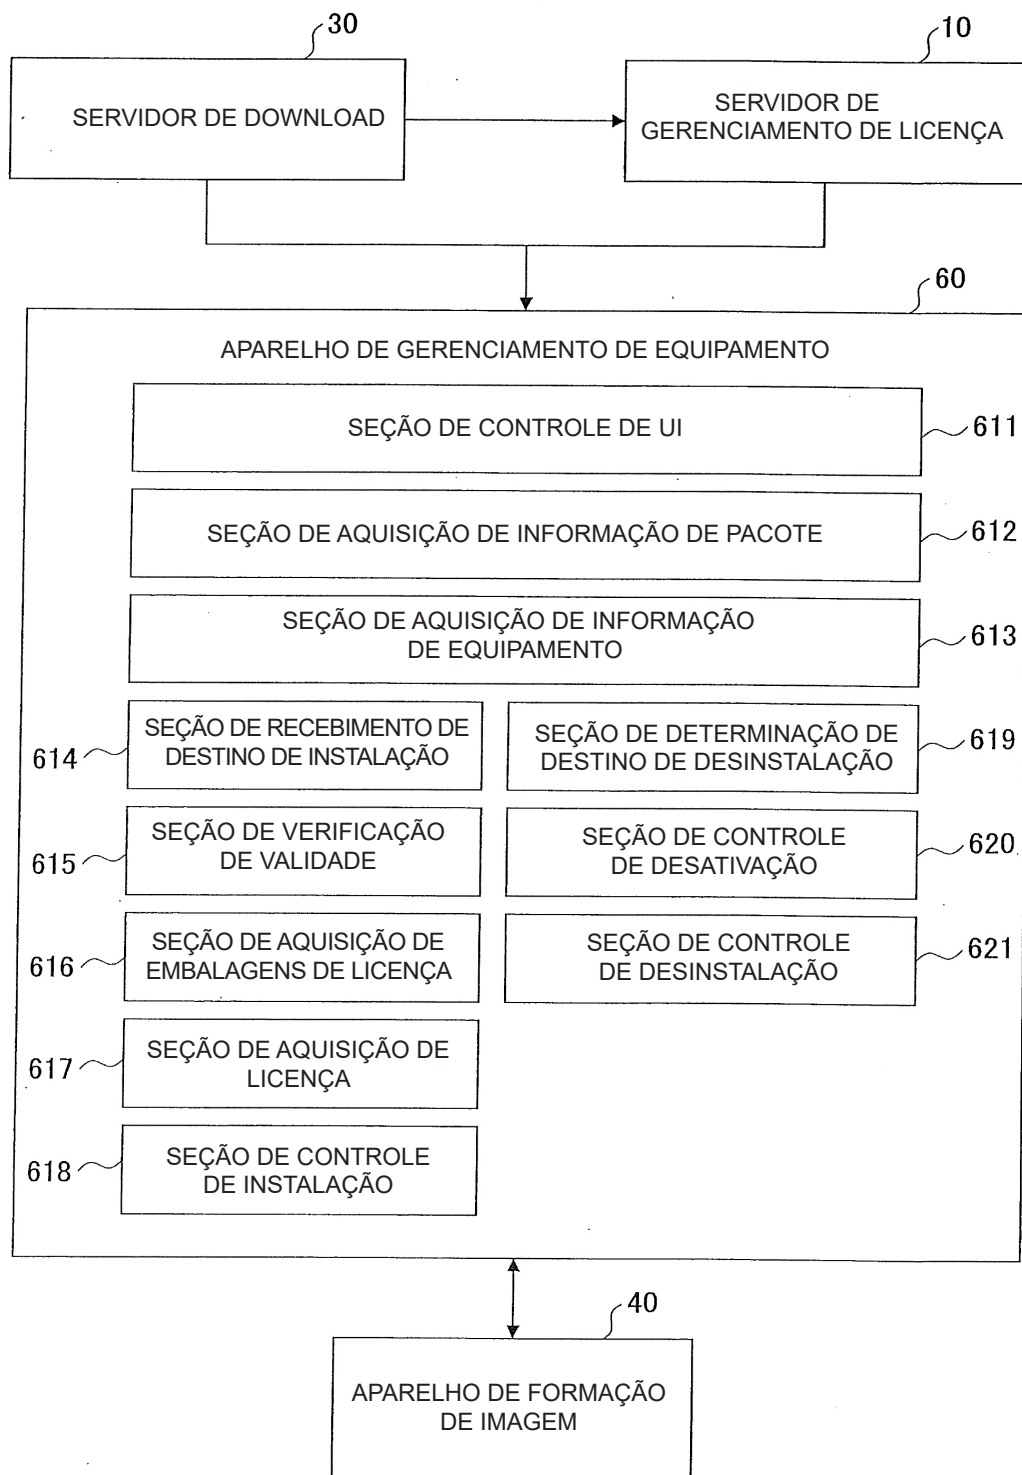 30
10
SERVIDOR DE DOWNLOAD
SERVIDOR DE
GERENCIAMENTO DE LICENÇA
60
APARELHO DE GERENCIAMENTO DE EQUIPAMENTO
SEÇÃO DE CONTROLE DE UI
611
SEÇÃO DE AQUISIÇÃO DE INFORMAÇÃO DE PACOTE
612
SEÇÃO DE AQUISIÇÃO DE INFORMAÇÃO
DE EQUIPAMENTO
613
614
SEÇÃO DE RECEBIMENTO DE
DESTINO DE INSTALAÇÃO
SEÇÃO DE DETERMINAÇÃO DE
DESTINO DE DESINSTALAÇÃO
619
615
SEÇÃO DE VERIFICAÇÃO
DE VALIDADE
SEÇÃO DE CONTROLE
DE DESATIVAÇÃO
620
616
SEÇÃO DE AQUISIÇÃO DE
EMBALAGENS DE LICENÇA
SEÇÃO DE CONTROLE
DE DESINSTALAÇÃO
621
617
SEÇÃO DE AQUISIÇÃO DE
LICENÇA
618
SEÇÃO DE CONTROLE
DE INSTALAÇÃO
40
APARELHO DE FORMAÇÃO
DE IMAGEM